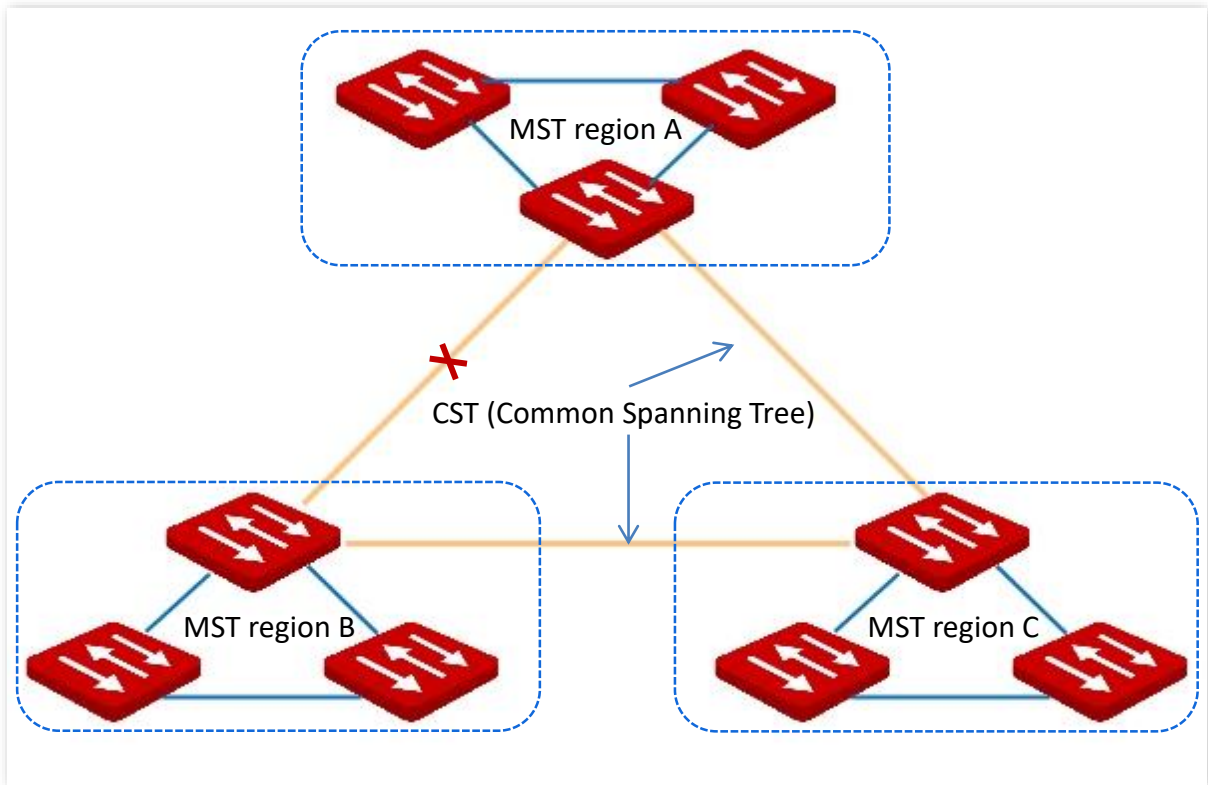 MST region A
CST (Common Spanning Tree)
MST region B
MST region C